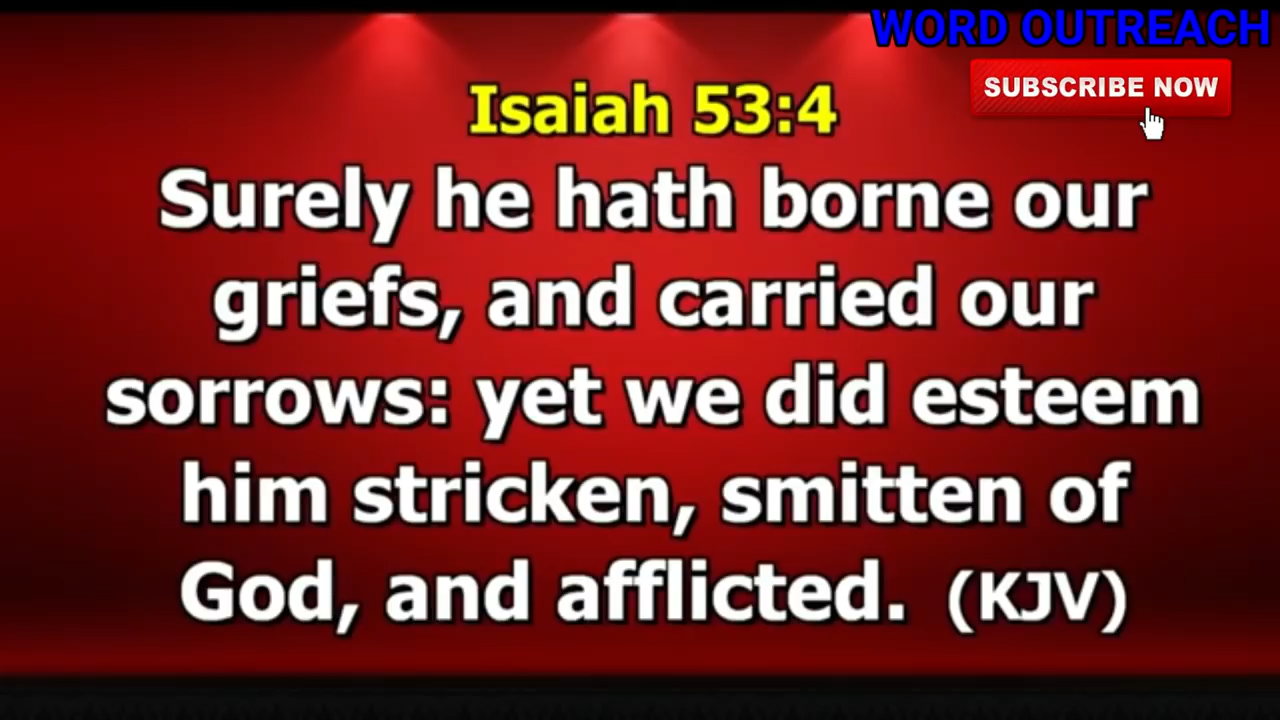 WORD OUTREACH
SUBSCRIBE NOW
Isaiah 53:4
Surely he hath borne our
griefs, and carried our
sorrows: yet we did esteem
him stricken, smitten of
God, and afflicted. (KJV)